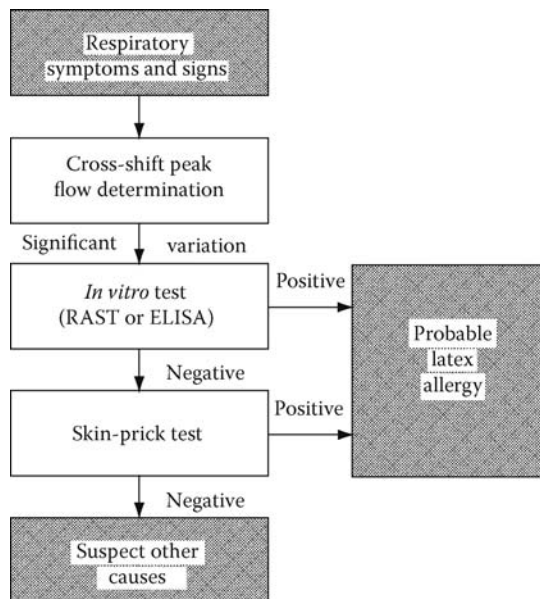 Respiratory
symptoms and signs
Cross-shift peak
flow determination
Significant variation
In vitro test
(RAST or ELISA)
Positive
Probable
latex
allergy
Negative
Skin-prick test
Positive
Negative
Suspect other
causes